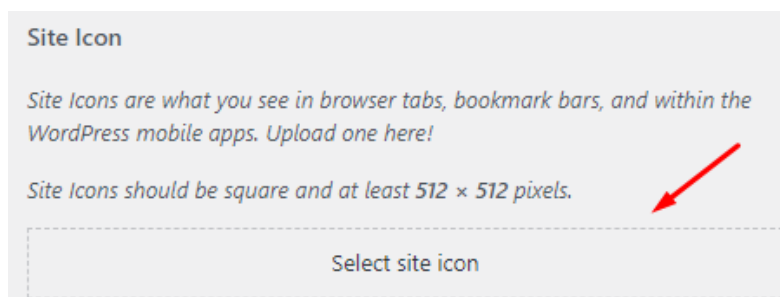 Site Icon
Site Icons are what you see in browser tabs, bookmark bars, and within the
WordPress mobile apps. Upload one here!
Site Icons should be square and at least 512 × 512 pixels.
Select site icon